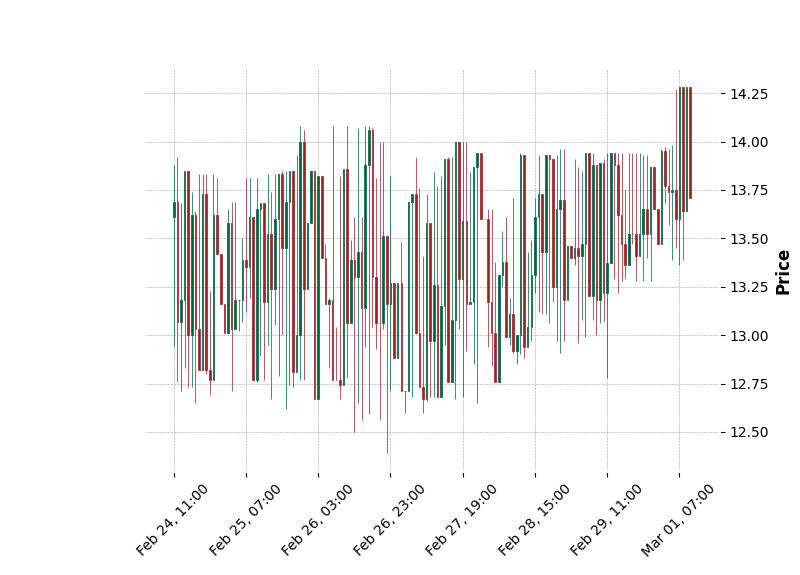 14.25
14.00
13.75
13.50
13.25
13.00
12.75
12.50
Price
Feb 24, 11:00
Feb 25, 07:00
Feb 26, 03:00
Feb 26, 23:00
Feb 27, 19:00
Feb 28, 15:00
Feb 29, 11:00
Mar 01, 07:00